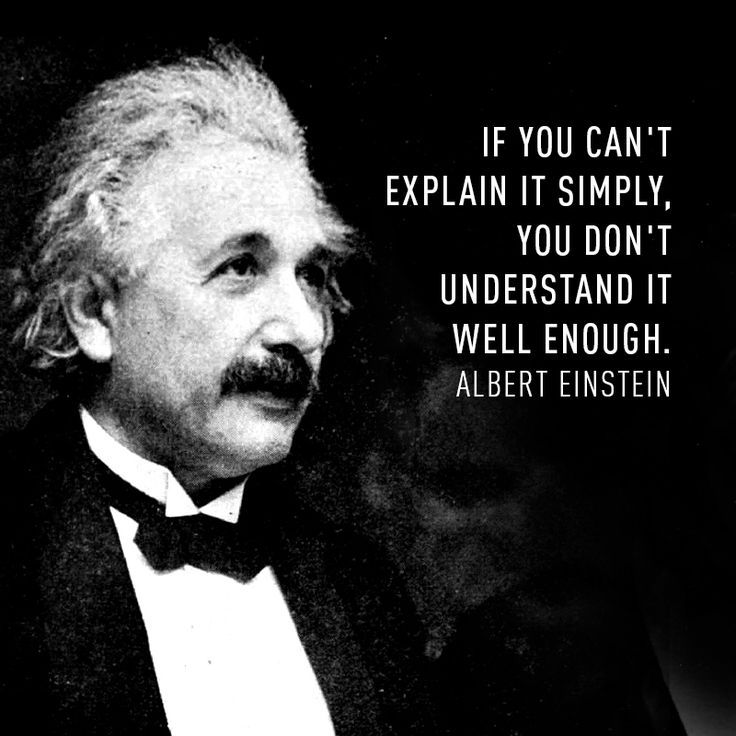 IF YOU CAN'T
EXPLAIN IT SIMPLY,
YOU DON'T
UNDERSTAND IT
WELL ENOUGH.
ALBERT EINSTEIN